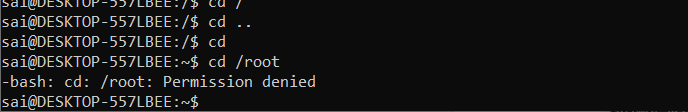 sai@DESKTOP-557LBEE:/$ cd /
sai@DESKTOP-557LBEE:/$ cd ..
sai@DESKTOP-557LBEE:/$ cd
sai@DESKTOP-557LBEE:~$ cd /root
-bash: cd: /root: Permission denied
sai@DESKTOP-557LBEE:~$